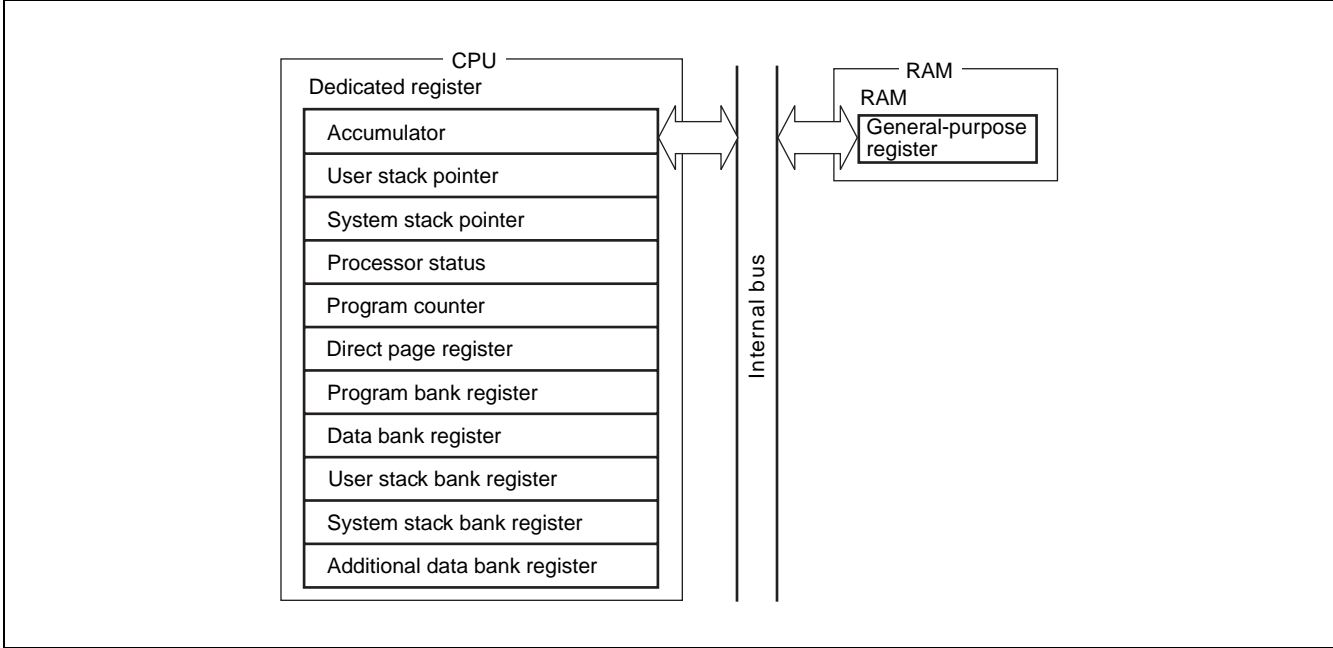 CPU
Dedicated register
Accumulator
User stack pointer
System stack pointer
Processor status
Program counter
Direct page register
Program bank register
Data bank register
User stack bank register
System stack bank register
Additional data bank register
Internal bus
RAM
RAM
General-purpose
register